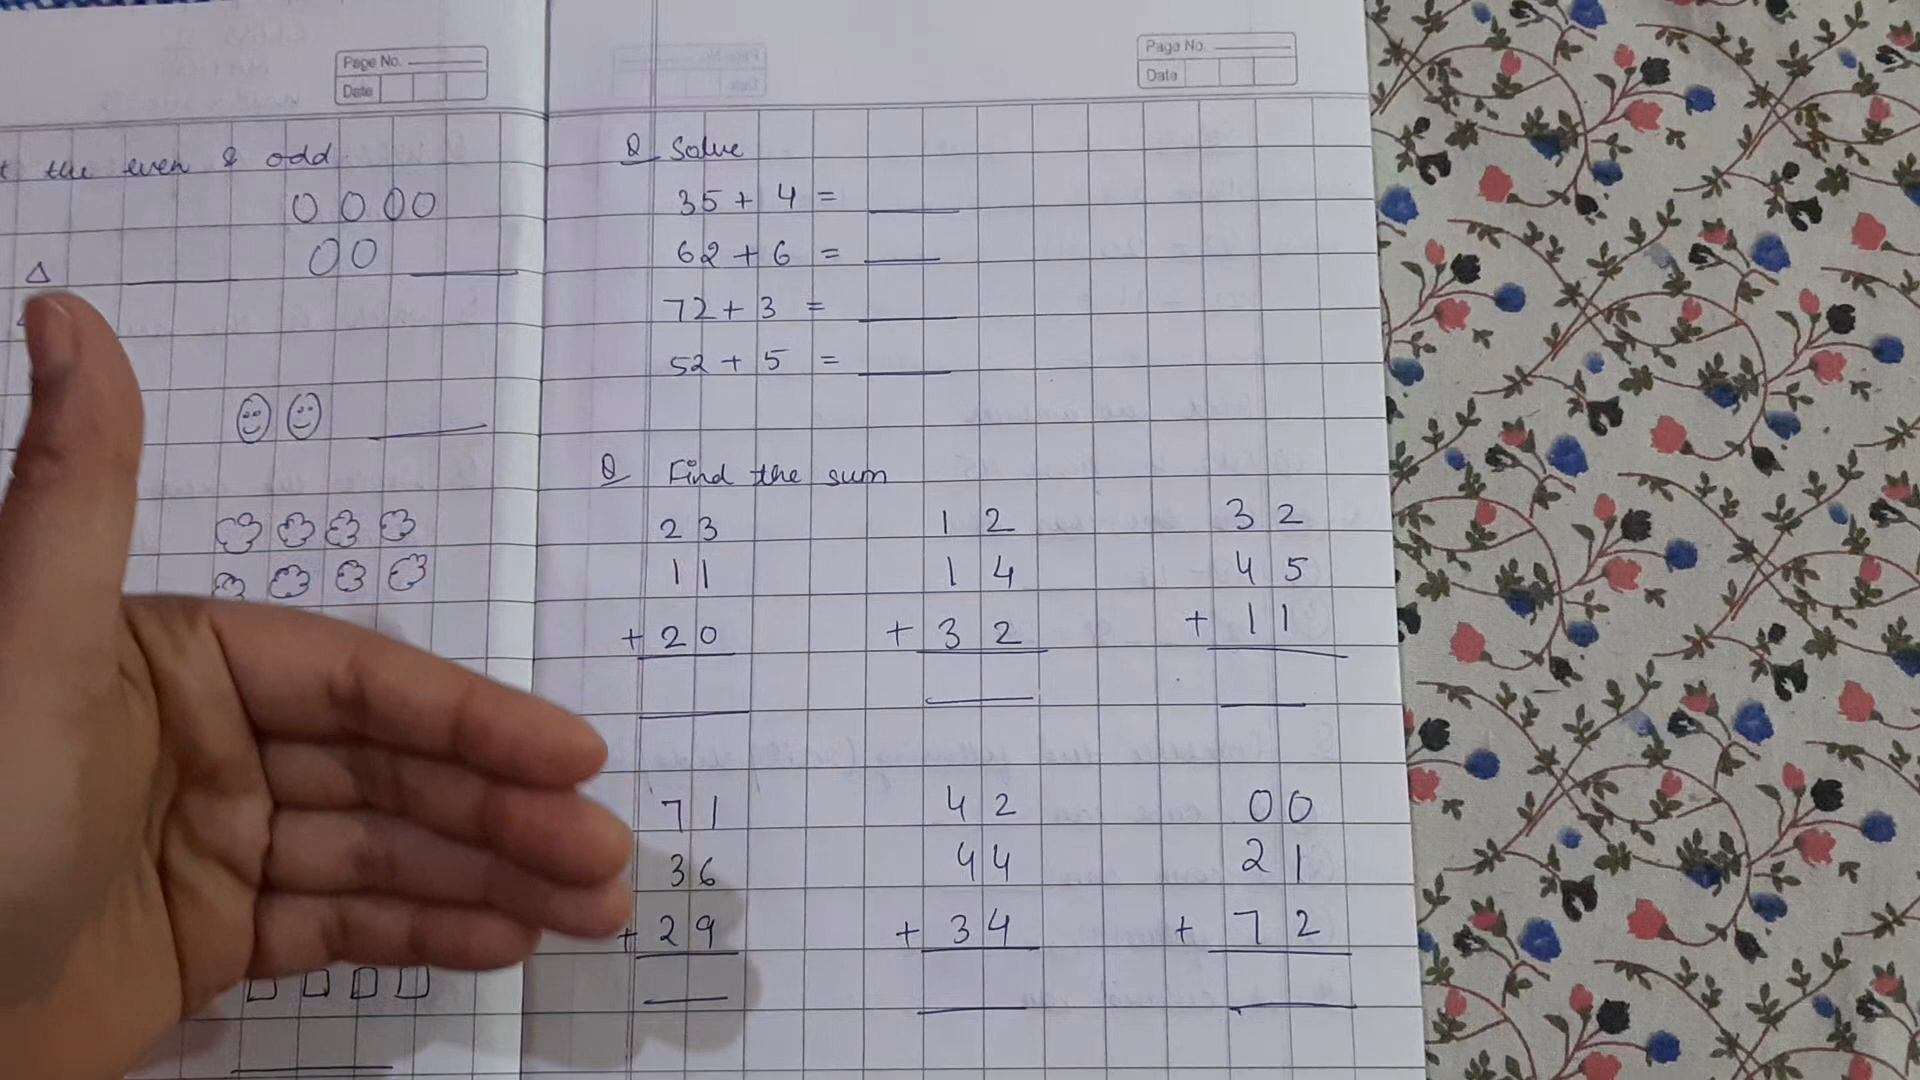 Page No.
Date
the even & odd
Page No.
Date
Q Solve
35 + 4 =
62 + 6 =
72 + 3 =
52 + 5 =
Q Find the sum
23 12 32
11 14 45
+ 20 + 32 + 11
71 42 00
36 44 21
+ 29 + 34 + 72